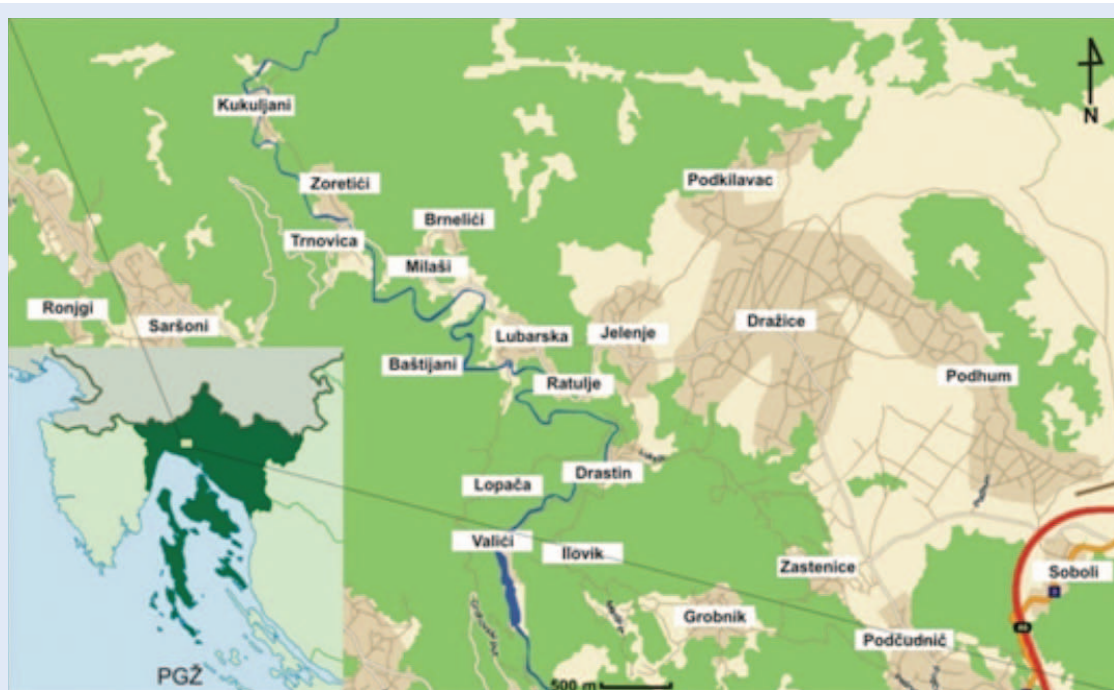 N
Kukuljani
Podkilavac
Zoretići
Brnelići
Trnovica
Milaši
Ronjgi
Saršoni
Dražice
Lubarska
Jelenje
Baštijani
Ratulje
Podhum
Drastin
Lopača
Valići
Ilovik
Zastenice
Soboli
Grobnik
Podčudnič
PGŽ
500 m